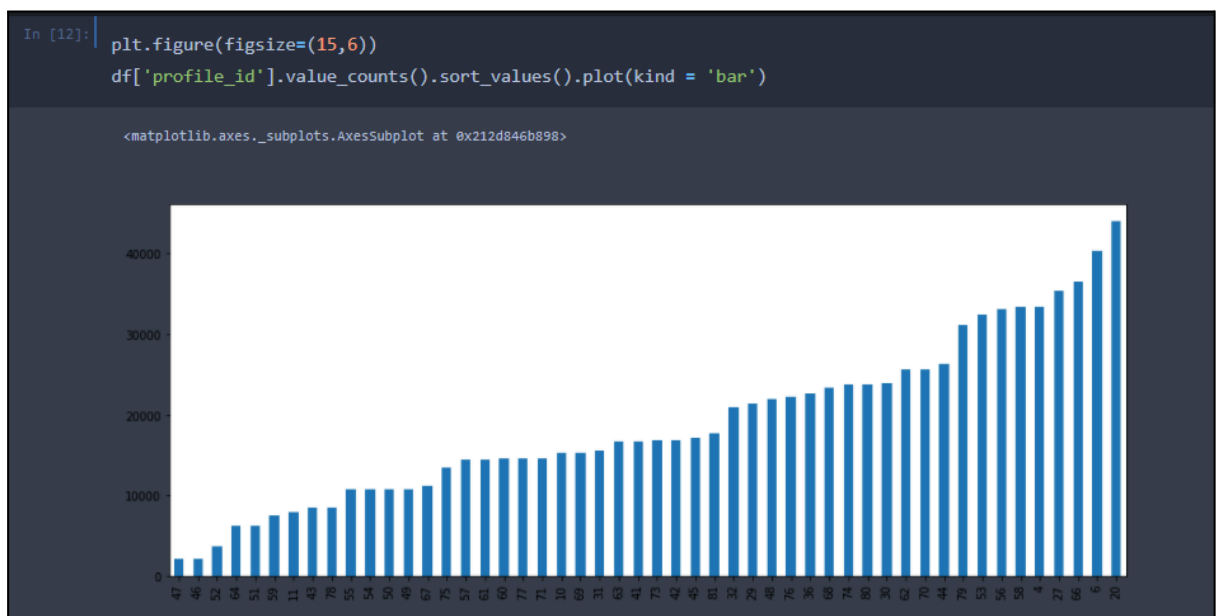 In [12]:
plt.figure(figsize=(15,6))
df['profile_id'].value_counts().sort_values().plot(kind = 'bar')
<matplotlib.axes._subplots.AxesSubplot at 0x212d846b898>
40000
30000
20000
10000
0
47 46 52 64 51 59 11 43 78 55 54 50 49 67 75 57 61 60 77 71 10 69 31 63 41 73 42 45 81 32 29 48 76 36 68 74 80 30 62 70 44 79 53 56 58 4 27 66 6 20